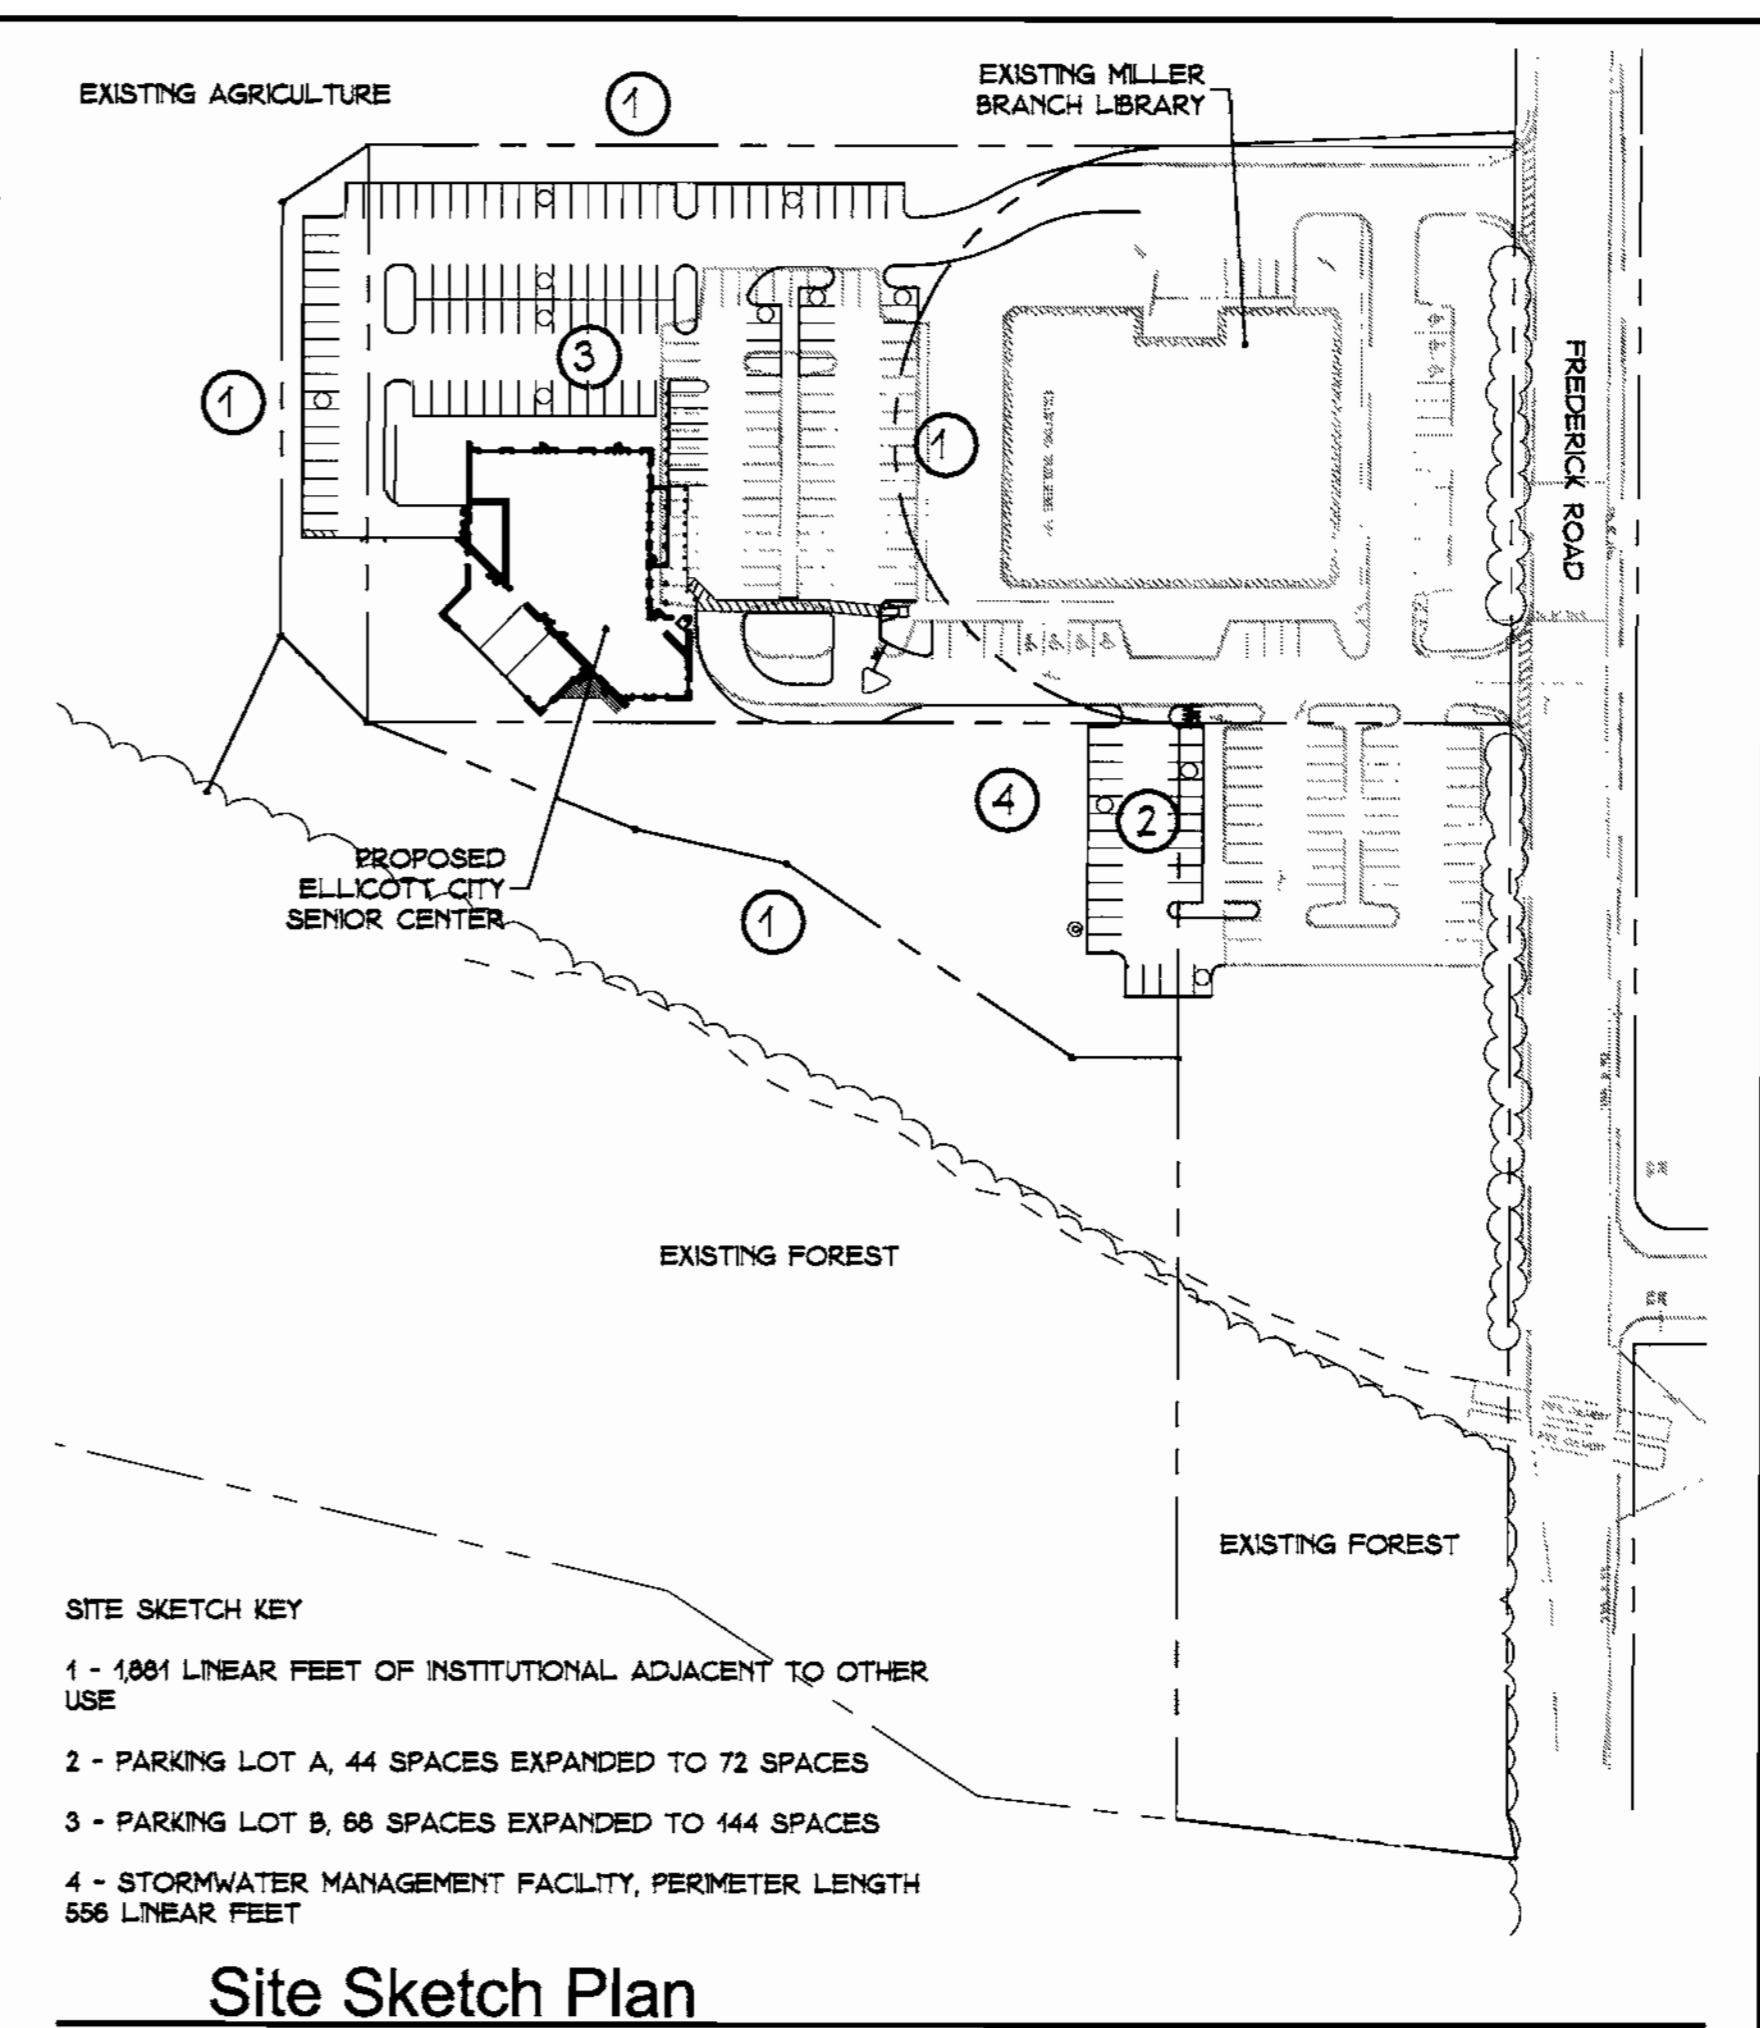 EXISTING AGRICULTURE
1
EXISTING MILLER
BRANCH LIBRARY
3
1
1
FREDERICK ROAD
4
2
PROPOSED
ELLICOTT CITY
SENIOR CENTER
1
EXISTING FOREST
EXISTING FOREST
SITE SKETCH KEY
1 - 1,881 LINEAR FEET OF INSTITUTIONAL ADJACENT TO OTHER
USE
2 - PARKING LOT A, 44 SPACES EXPANDED TO 72 SPACES
3 - PARKING LOT B, 68 SPACES EXPANDED TO 144 SPACES
4 - STORMWATER MANAGEMENT FACILITY, PERIMETER LENGTH
556 LINEAR FEET
Site Sketch Plan